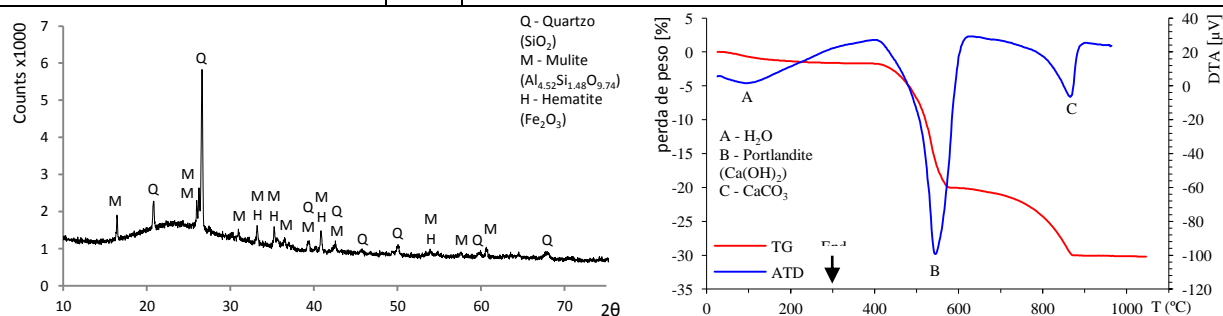 7
6
5
4
3
2
1
0
Counts x1000
10 20 30 40 50 60 70 2θ
M
Q
M
M
Q
M
M
H
M
H
M
Q
M
M
H
Q
M
Q
Q
M
H
M
Q
M
Q
Q - Quartzo
(SiO2)
M - Mulite
(Al4.52Si1.48O9.74)
H - Hematite
(Fe2O3)
5
0
-5
-10
-15
-20
-25
-30
-35
perda de peso [%]
40
20
0
-20
-40
-60
-80
-100
-120
DTA [µV]
A
B
C
A - H2O
B - Portlandite
(Ca(OH)2)
C - CaCO3
TG
ATD
0 200 400 600 800 1000 T (ºC)